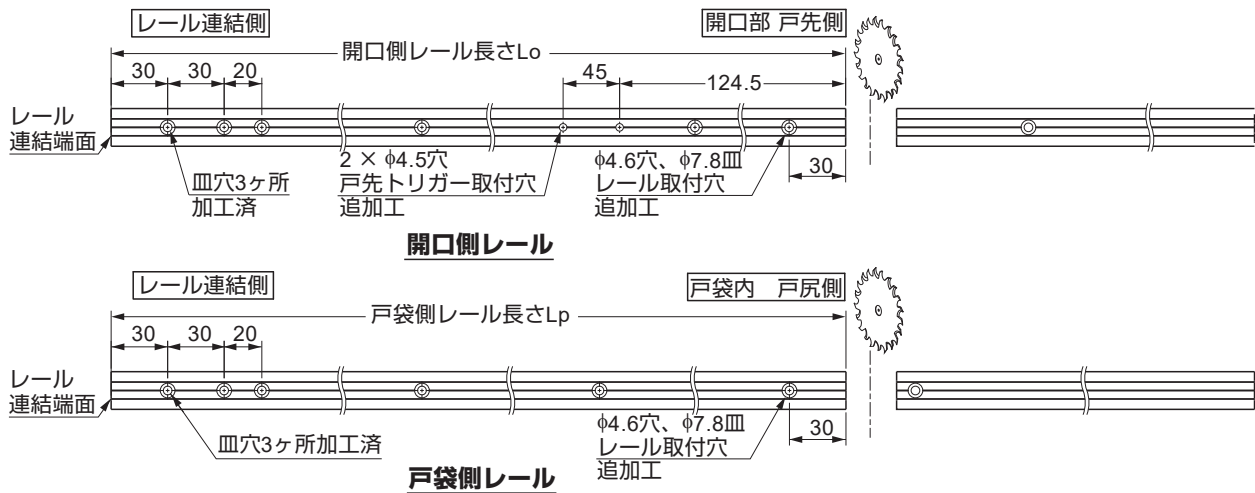 レール連結側
開口部 戸先側
開口側レール長さLo
30
30
20
45
124.5
レール
連結端面
皿穴3ヶ所
加工済
2 × φ4.5穴
戸先トリガー取付穴
追加工
φ4.6穴、φ7.8皿
レール取付穴
追加工
30
開口側レール
レール連結側
戸袋内　戸尻側
戸袋側レール長さLp
30
30
20
レール
連結端面
皿穴3ヶ所加工済
φ4.6穴、φ7.8皿
レール取付穴
追加工
30
戸袋側レール